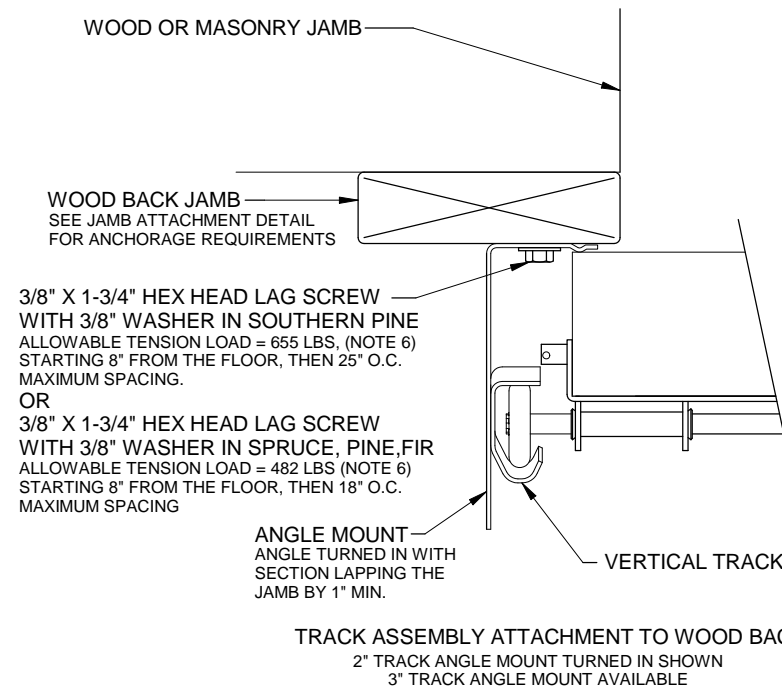 WOOD OR MASONRY JAMB
WOOD BACK JAMB
SEE JAMB ATTACHMENT DETAIL
FOR ANCHORAGE REQUIREMENTS
3/8" X 1-3/4" HEX HEAD LAG SCREW
WITH 3/8" WASHER IN SOUTHERN PINE
ALLOWABLE TENSION LOAD = 655 LBS, (NOTE 6)
STARTING 8" FROM THE FLOOR, THEN 25" O.C.
MAXIMUM SPACING.
OR
3/8" X 1-3/4" HEX HEAD LAG SCREW
WITH 3/8" WASHER IN SPRUCE, PINE,FIR
ALLOWABLE TENSION LOAD = 482 LBS (NOTE 6)
STARTING 8" FROM THE FLOOR, THEN 18" O.C.
MAXIMUM SPACING
ANGLE MOUNT
ANGLE TURNED IN WITH
SECTION LAPPING THE
JAMB BY 1" MIN.
VERTICAL TRACK
TRACK ASSEMBLY ATTACHMENT TO WOOD
2" TRACK ANGLE MOUNT TURNED IN SHOWN
3" TRACK ANGLE MOUNT AVAILABLE